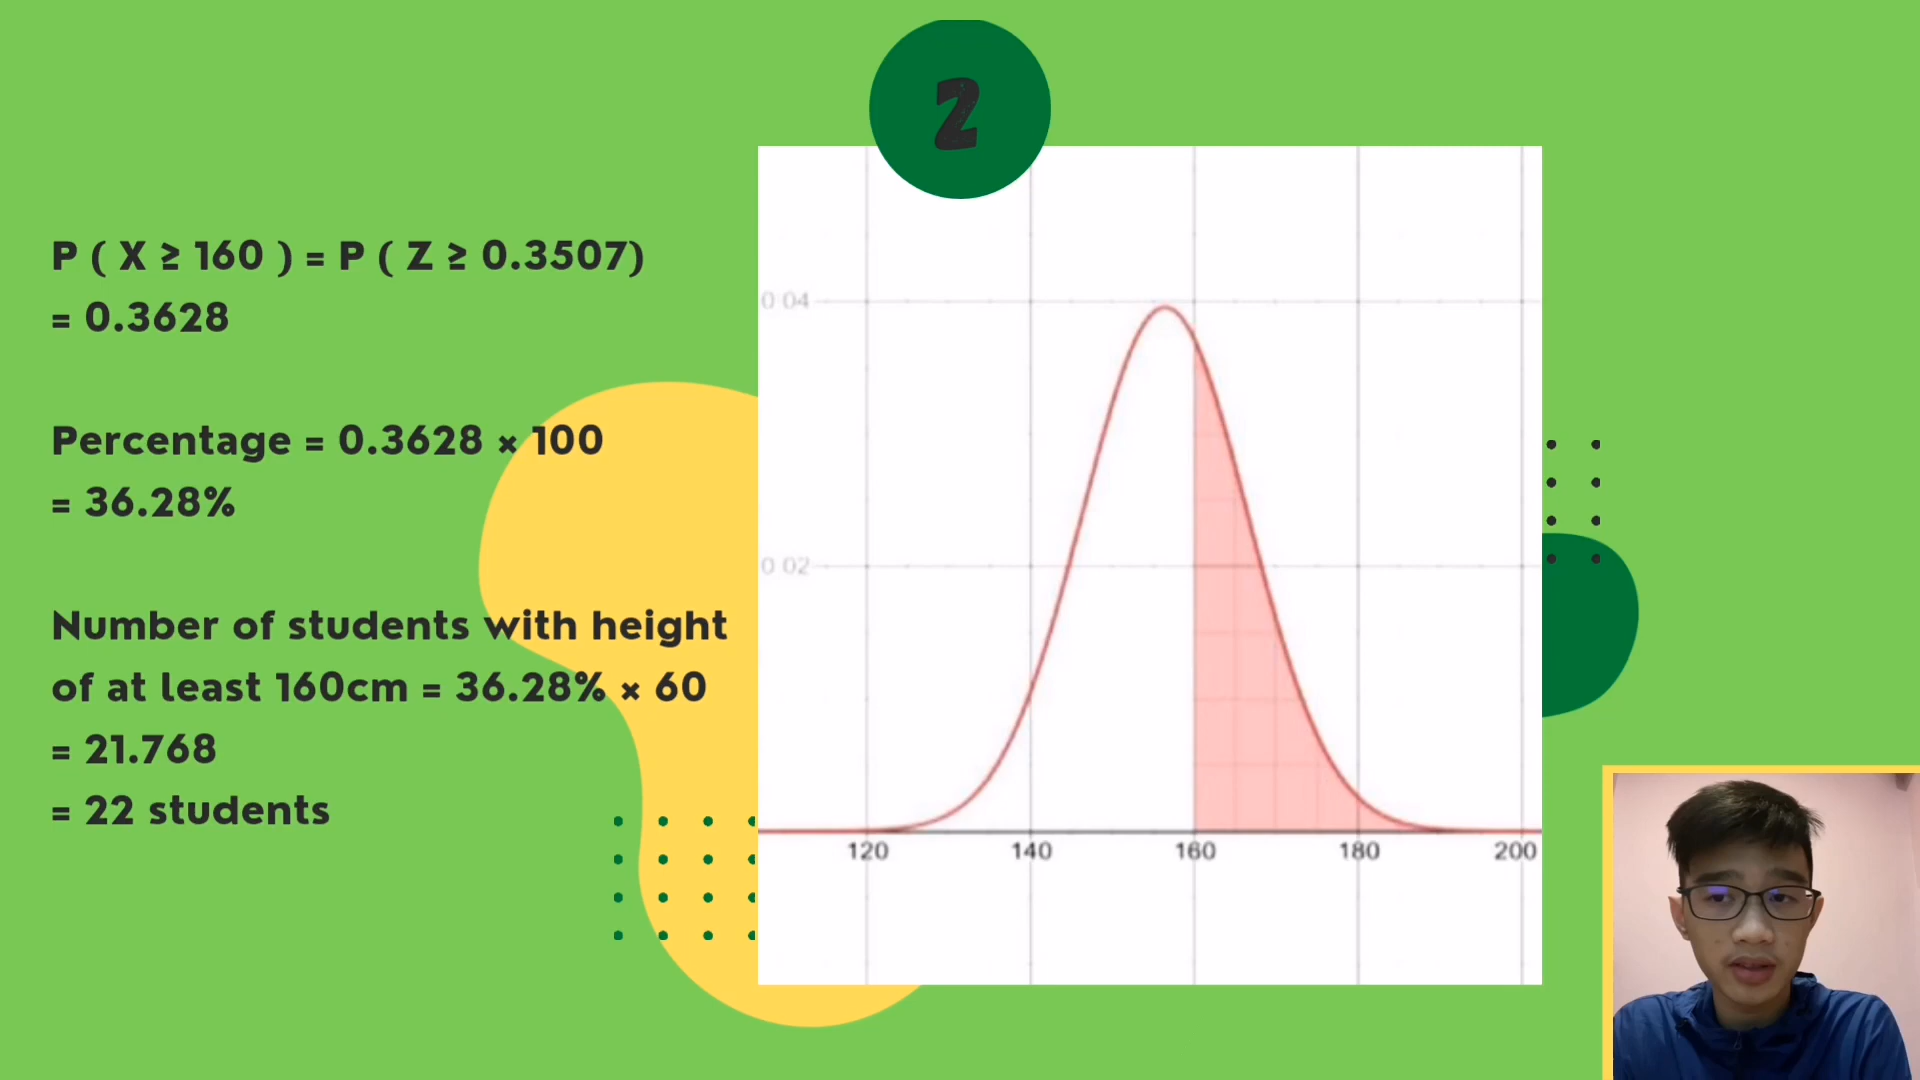 2
P ( X ≥ 160 ) = P ( Z ≥ 0.3507)
= 0.3628
Percentage = 0.3628 × 100
= 36.28%
Number of students with height
of at least 160cm = 36.28% × 60
= 21.768
= 22 students
0.04
0.02
120 140 160 180 200